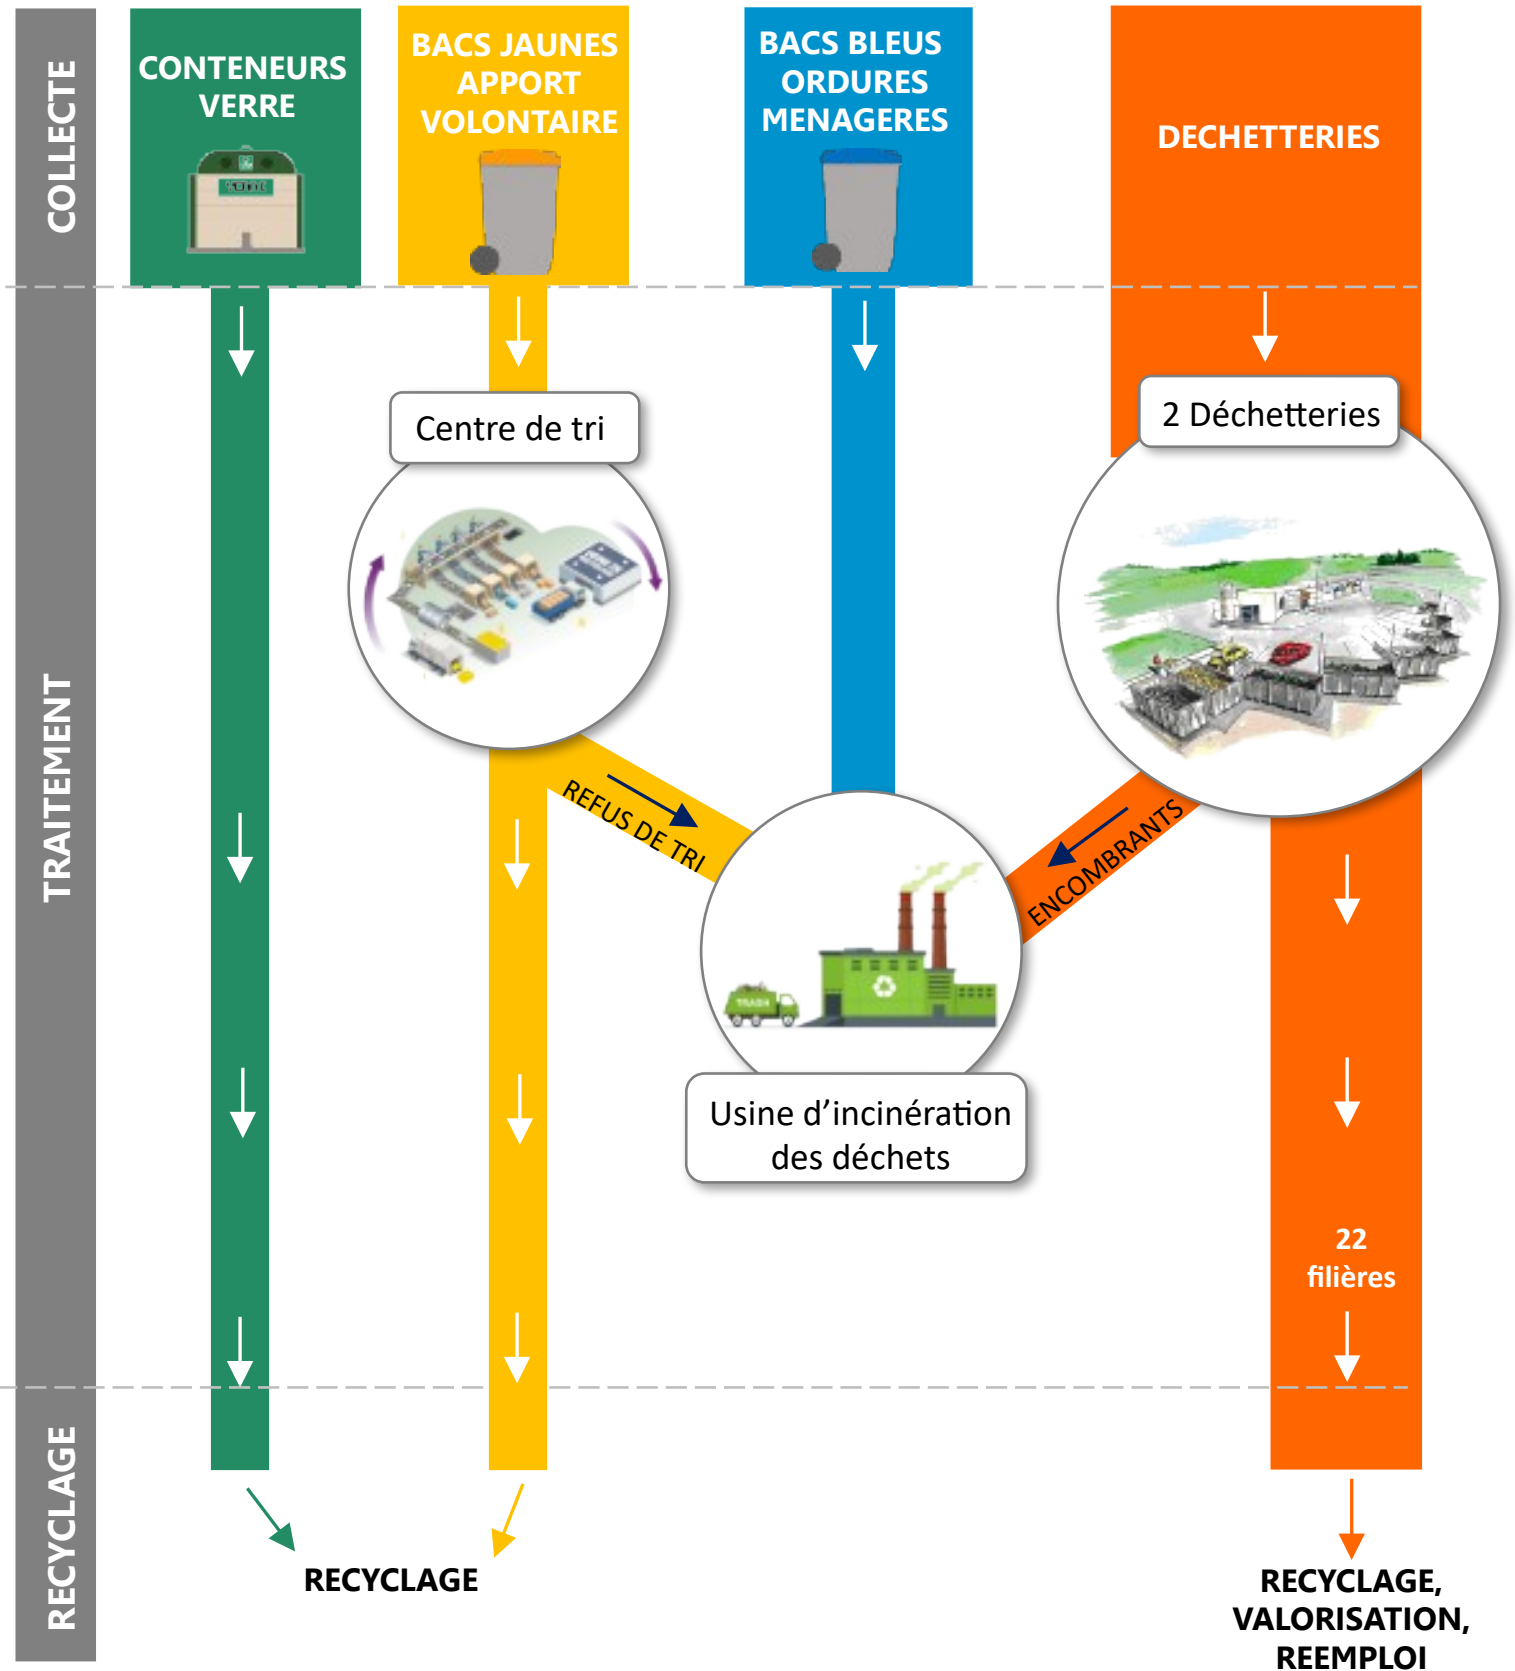 COLLECTE
CONTENEURS
VERRE
BACS JAUNES
APPORT
VOLONTAIRE
BACS BLEUS
ORDURES
MENAGERES
DECHETTERIES
TRAITEMENT
Centre de tri
2 Déchetteries
REFUS DE TRI
ENCOMBRANTS
TRASH
Usine d’incinération
des déchets
22
filières
RECYCLAGE
RECYCLAGE
RECYCLAGE,
VALORISATION,
REEMPLOI